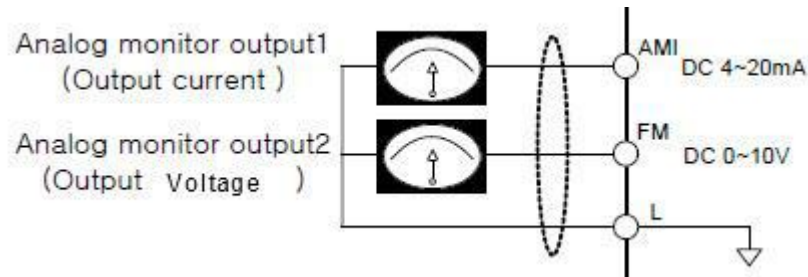 Analog monitor output1
(Output current )
AMI
DC 4~20mA
Analog monitor output2
(Output Voltage )
FM
DC 0~10V
L